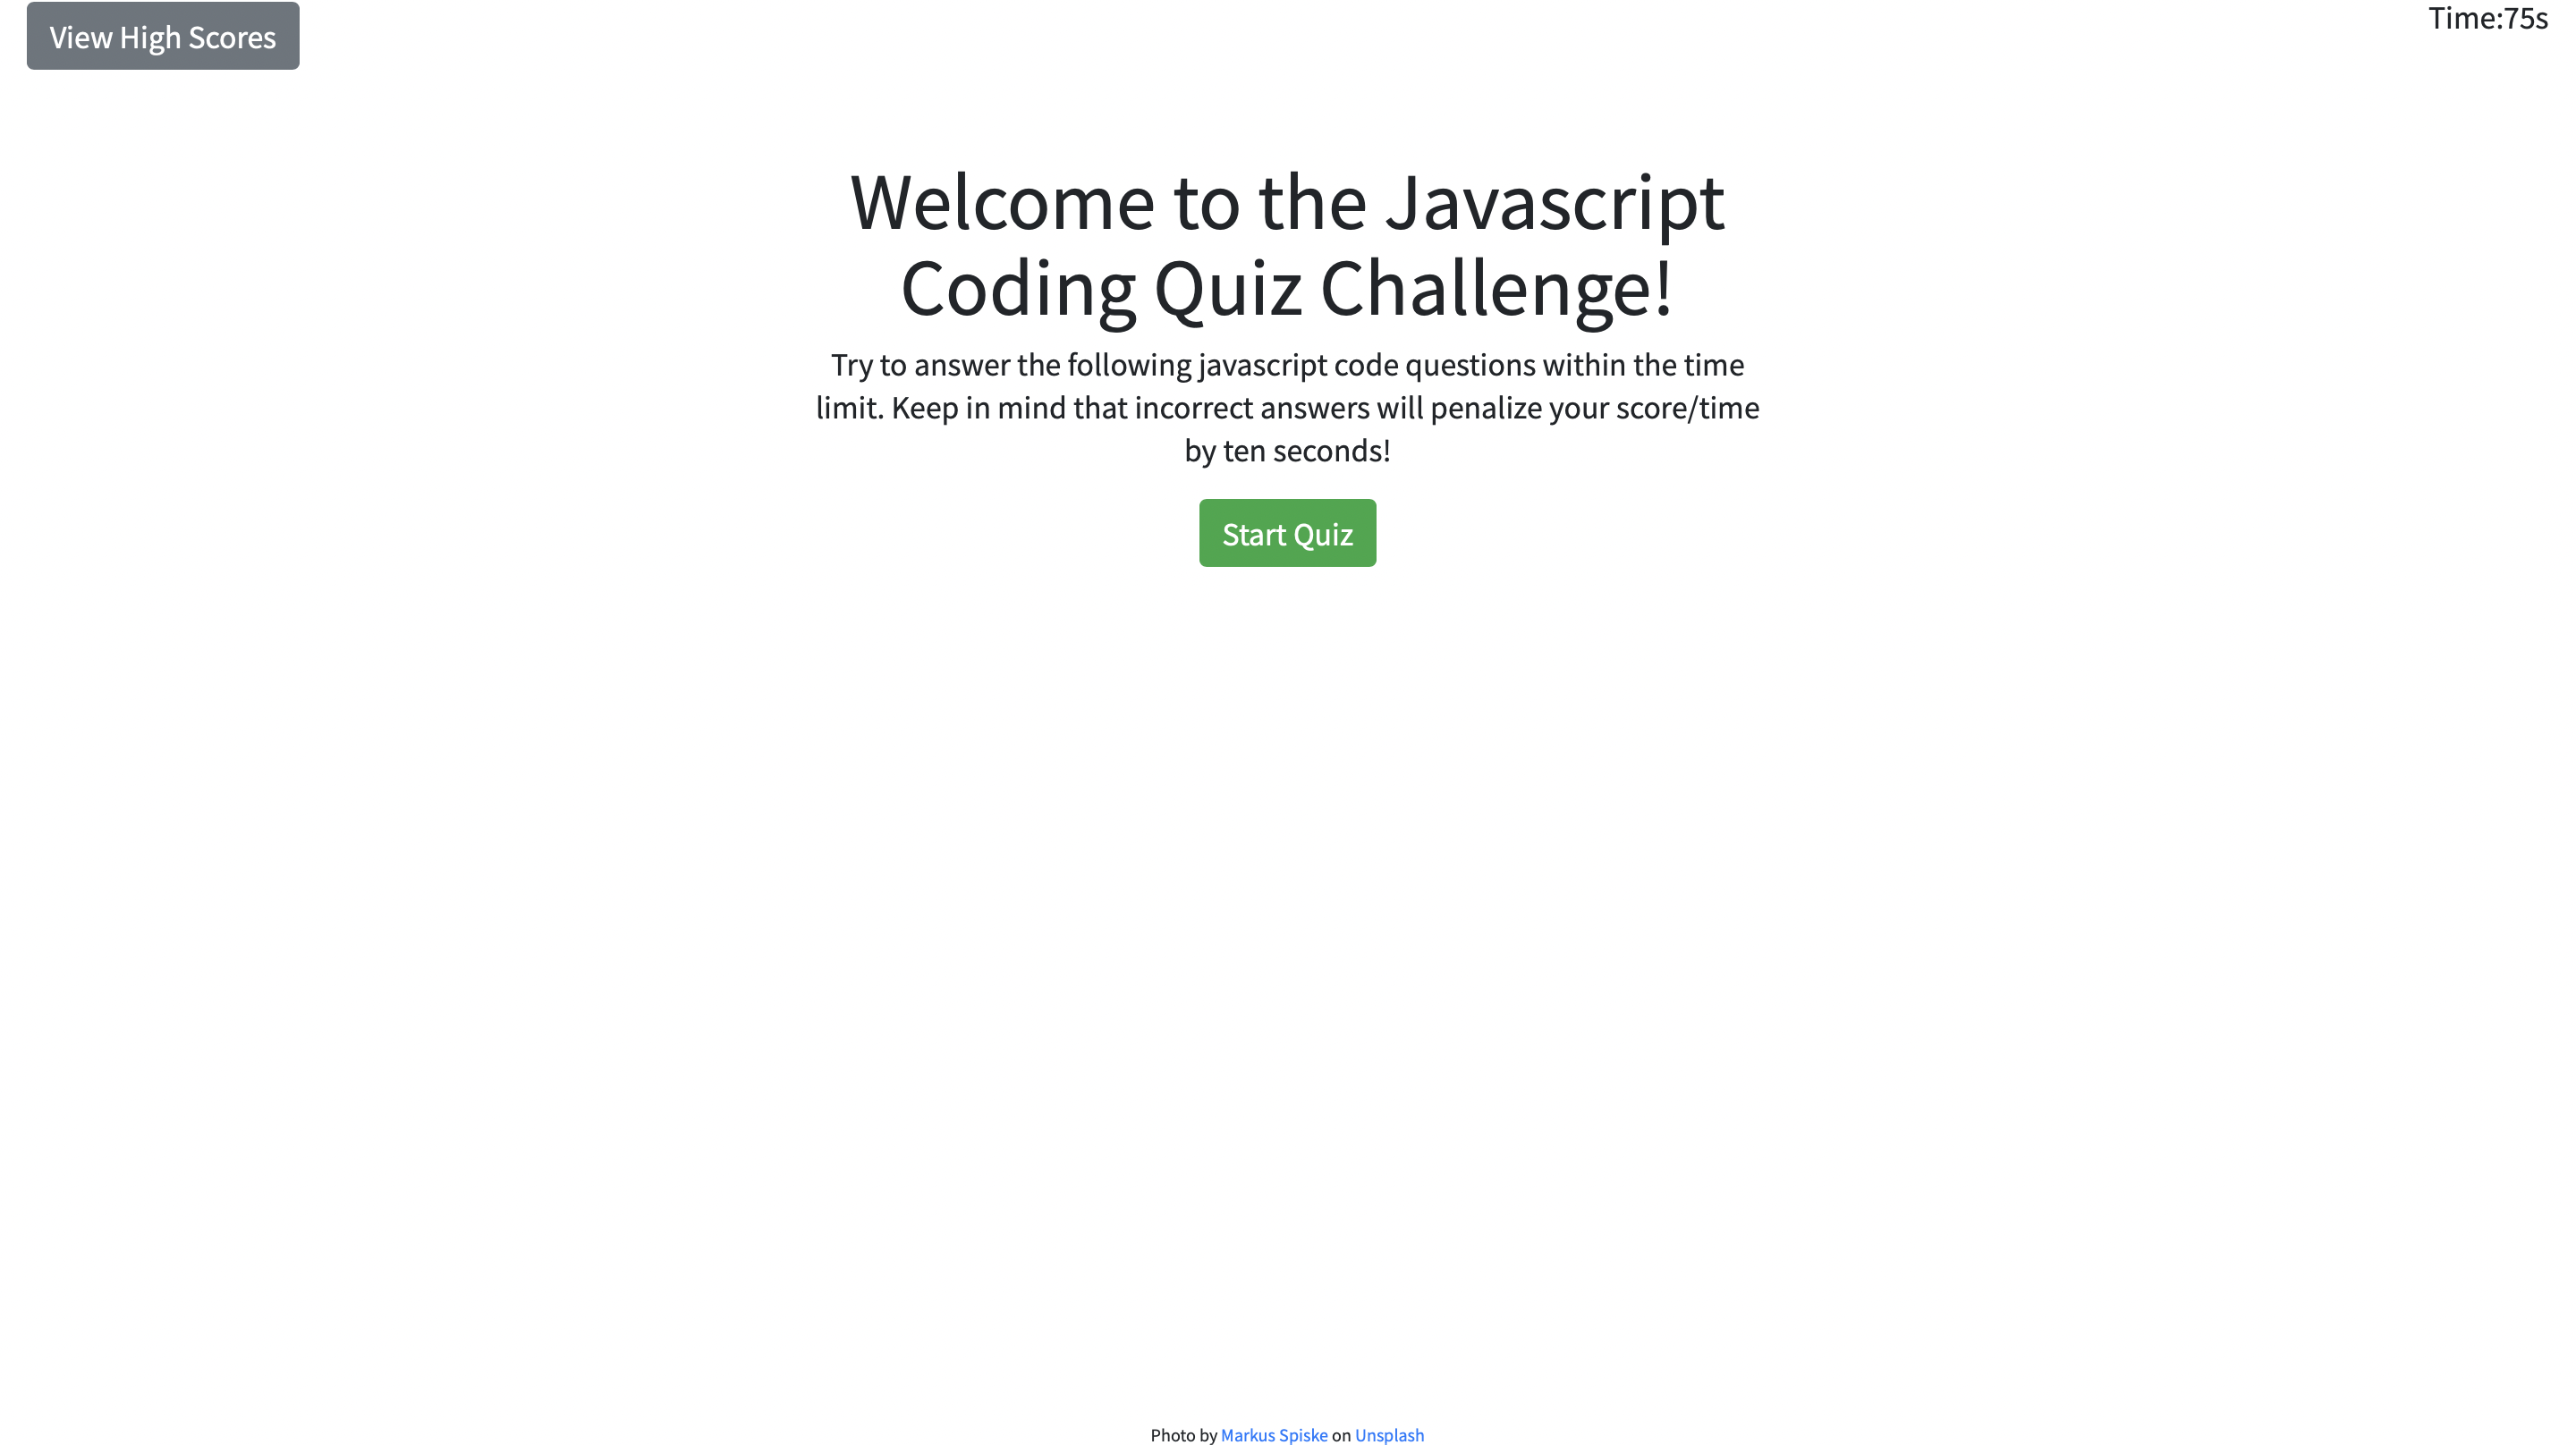 View High Scores
Time:75s
Welcome to the Javascript
Coding Quiz Challenge!
Try to answer the following javascript code questions within the time
limit. Keep in mind that incorrect answers will penalize your score/time
by ten seconds!
Start Quiz
Photo by Markus Spiske on Unsplash